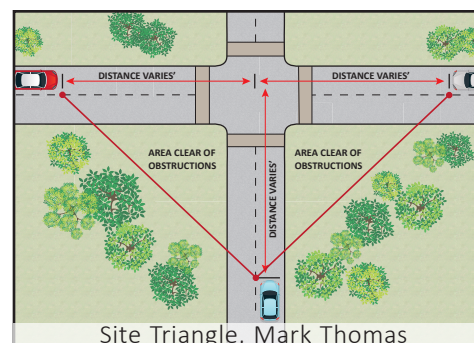 DISTANCE VARIES'
DISTANCE VARIES'
AREA CLEAR OF
OBSTRUCTIONS
DISTANCE VARIES'
AREA CLEAR OF
OBSTRUCTIONS
Site Triangle, Mark Thomas